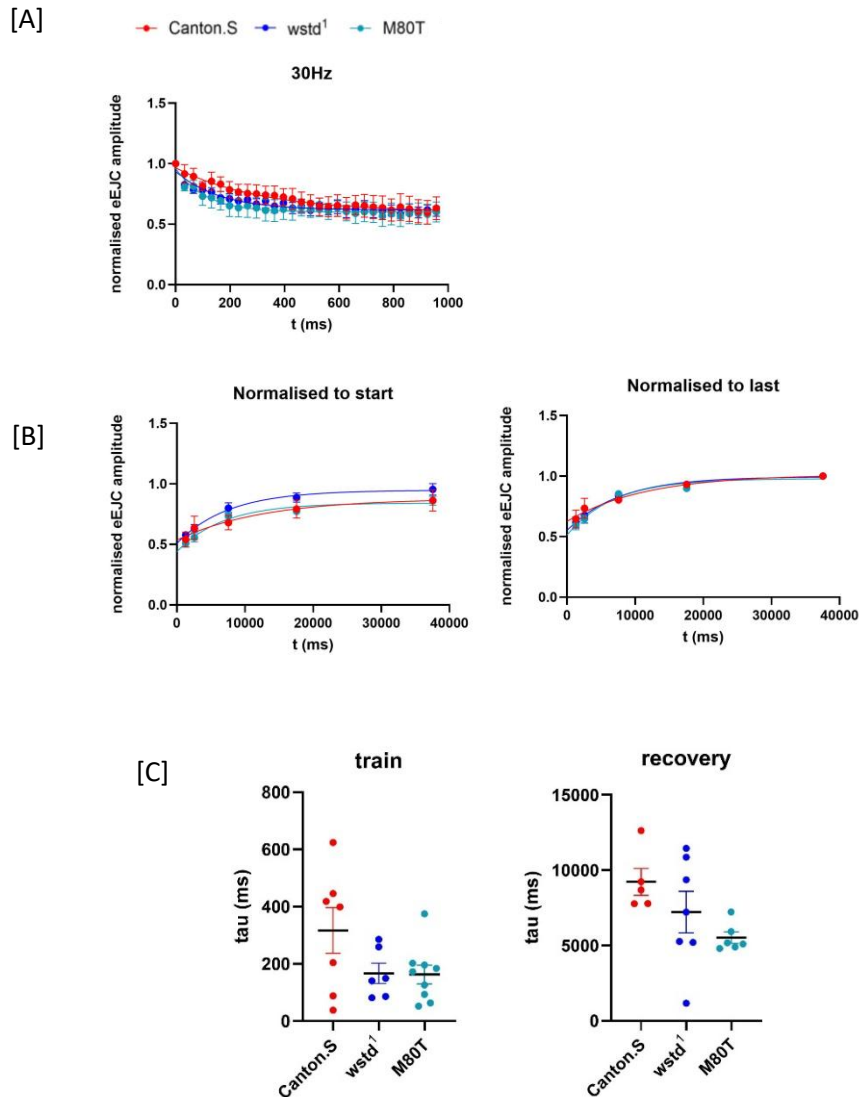 [A]
Canton.S wstd¹ M80T
30Hz
normalised eEJC amplitude
1.5
1.0
0.5
0.0
0 200 400 600 800 1000
t (ms)
[B]
Normalised to start
normalised eEJC amplitude
1.5
1.0
0.5
0.0
0 10000 20000 30000 40000
t (ms)
Normalised to last
normalised eEJC amplitude
1.5
1.0
0.5
0.0
0 10000 20000 30000 40000
t (ms)
[C]
train
tau (ms)
800
600
400
200
0
Canton.S wstd¹ M80T
recovery
tau (ms)
15000
10000
5000
0
Canton.S wstd¹ M80T